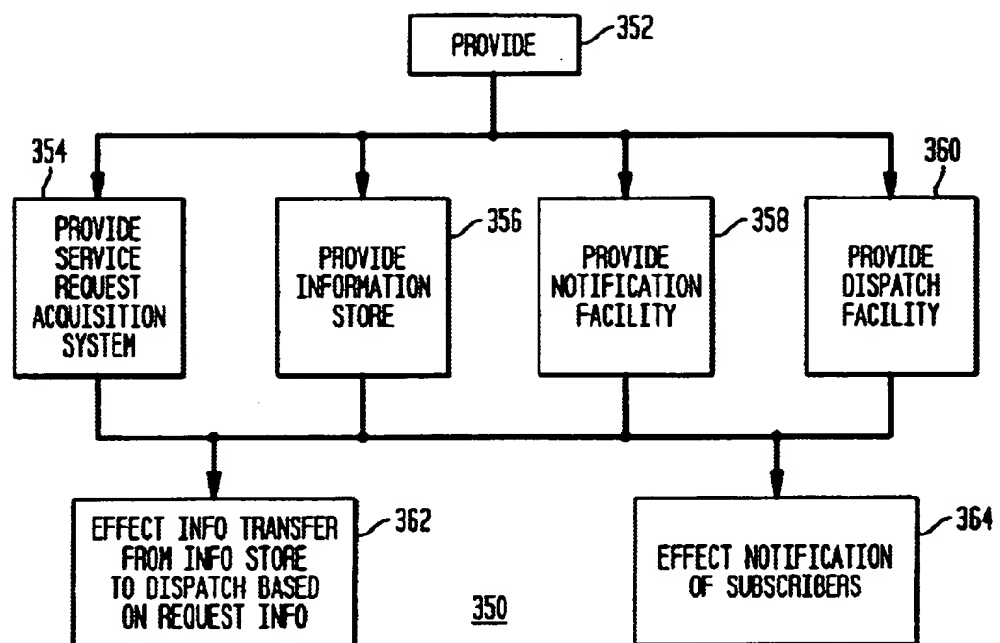 PROVIDE
352
354
PROVIDE
SERVICE
REQUEST
ACQUISITION
SYSTEM
356
PROVIDE
INFORMATION
STORE
358
PROVIDE
NOTIFICATION
FACILITY
360
PROVIDE
DISPATCH
FACILITY
EFFECT INFO TRANSFER
FROM INFO STORE
TO DISPATCH BASED
ON REQUEST INFO
362
350
EFFECT NOTIFICATION
OF SUBSCRIBERS
364